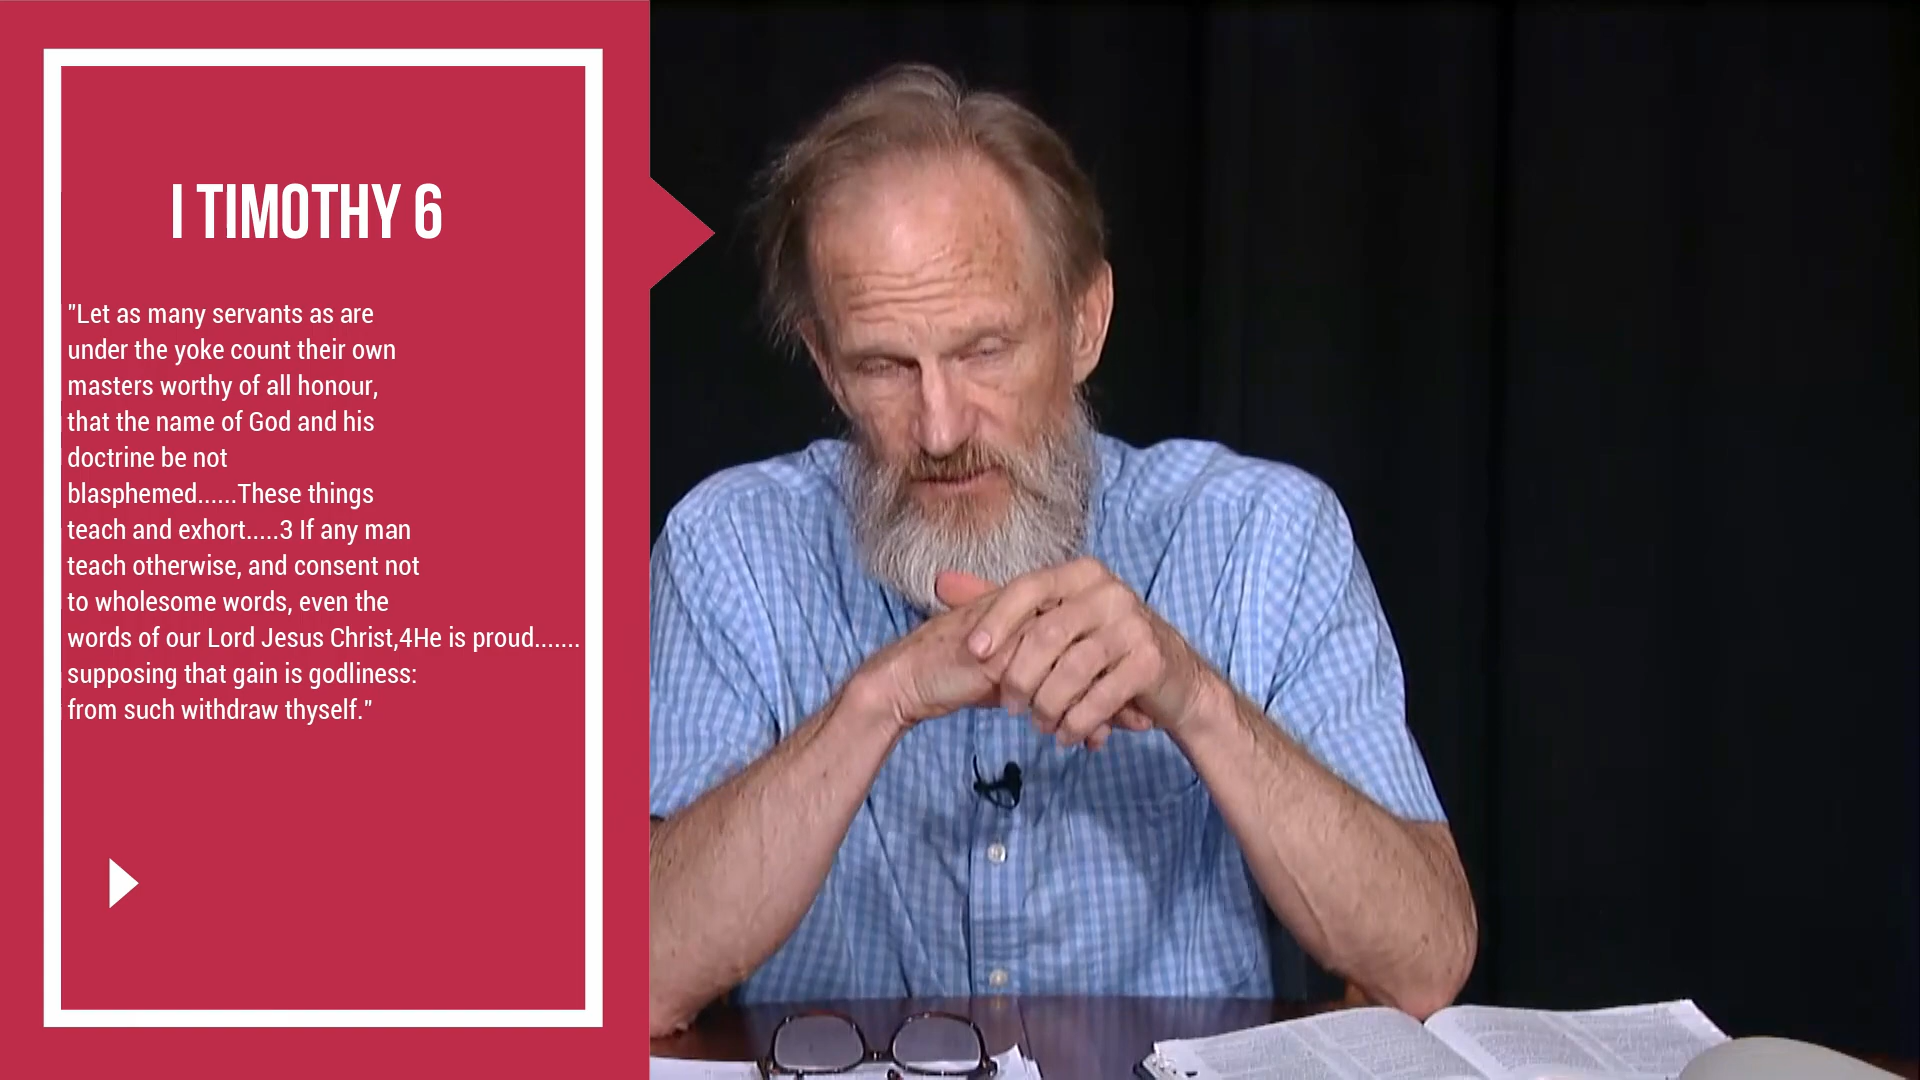 I TIMOTHY 6
"Let as many servants as are
under the yoke count their own
masters worthy of all honour,
that the name of God and his
doctrine be not
blasphemed......These things
teach and exhort.....3 If any man
teach otherwise, and consent not
to wholesome words, even the
words of our Lord Jesus Christ,4He is proud.......
supposing that gain is godliness:
from such withdraw thyself."